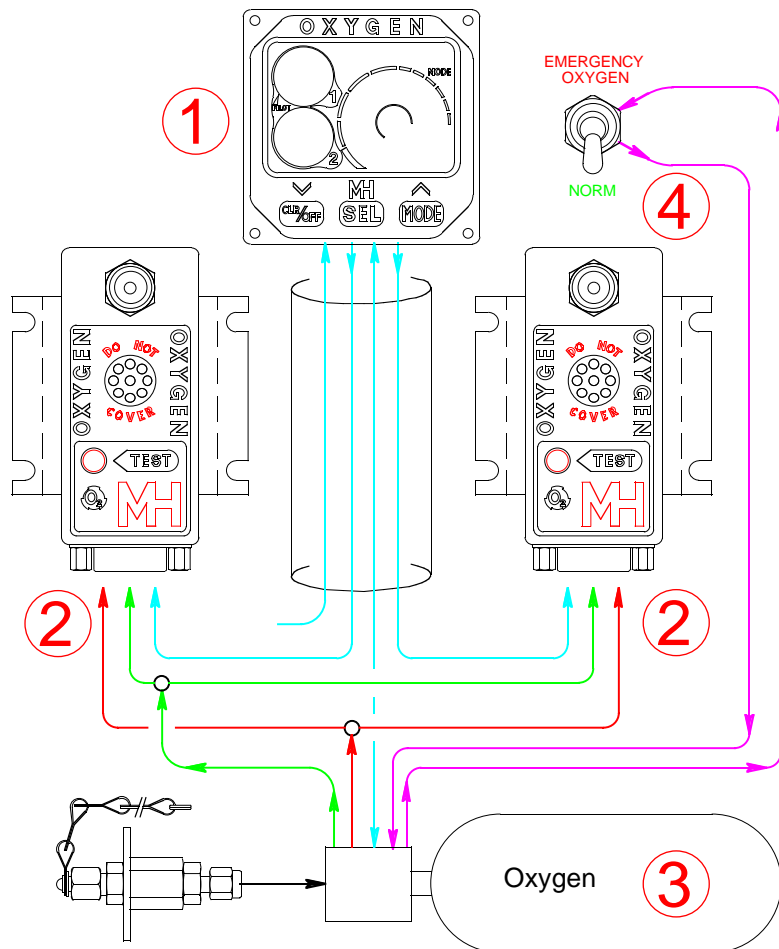 OXYGEN
1
PILOT
2
MODE
MH
CLR/OFF
SEL
MODE
1
EMERGENCY
OXYGEN
NORM
4
OXYGEN
DO NOT
COVER
OXYGEN
TEST
O2
MH
2
OXYGEN
DO NOT
COVER
OXYGEN
TEST
O2
MH
2
Oxygen
3